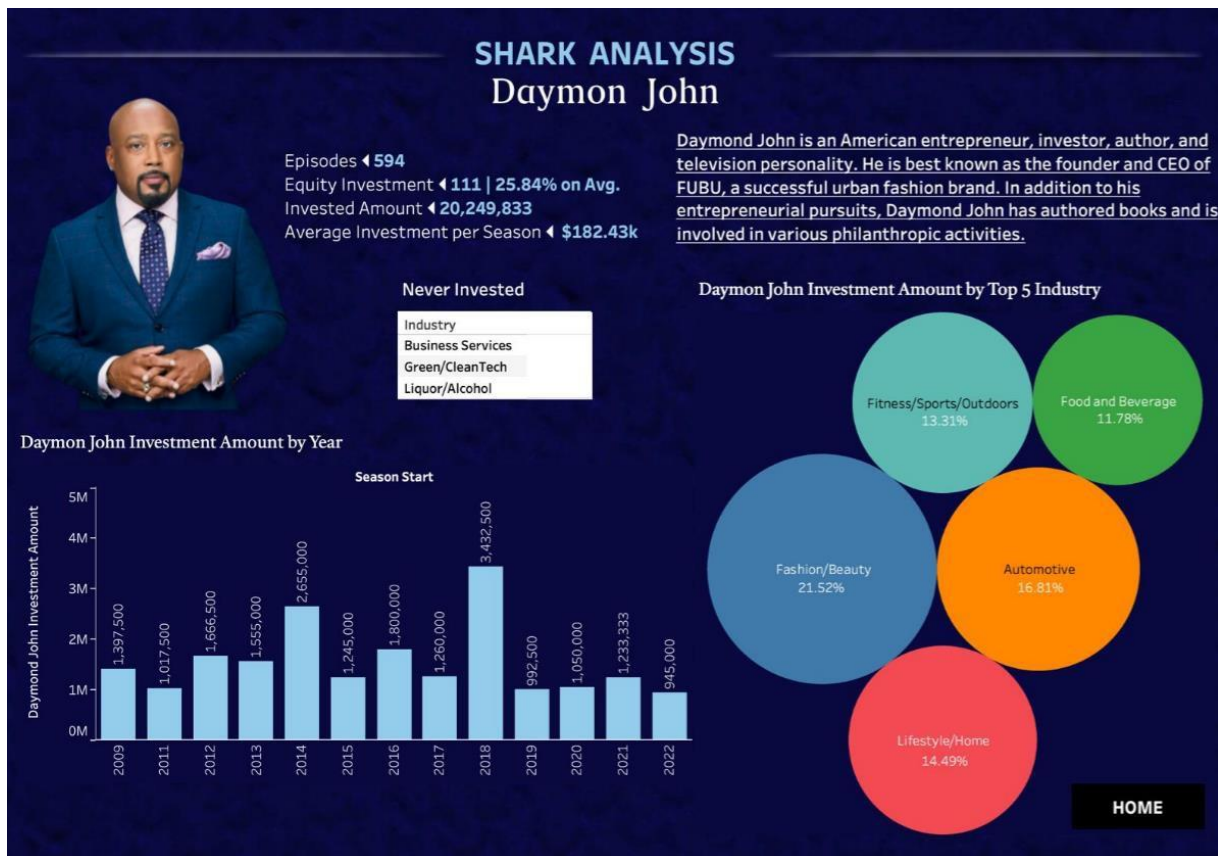 SHARK ANALYSIS
Daymon John
Episodes ◀ 594
Equity Investment ◀ 111 | 25.84% on Avg.
Invested Amount ◀ 20,249,833
Average Investment per Season ◀ $182.43k
Daymond John is an American entrepreneur, investor, author, and
television personality. He is best known as the founder and CEO of
FUBU, a successful urban fashion brand. In addition to his
entrepreneurial pursuits, Daymond John has authored books and is
involved in various philanthropic activities.
Never Invested
Industry
Business Services
Green/CleanTech
Liquor/Alcohol
Daymon John Investment Amount by Year
Season Start
Daymond John Investment Amount
5M
4M
3M
2M
1M
0M
1,397,500
1,017,500
1,666,500
1,555,000
2,655,000
1,245,000
1,800,000
1,260,000
3,432,500
992,500
1,050,000
1,233,333
945,000
2009
2011
2012
2013
2014
2015
2016
2017
2018
2019
2020
2021
2022
Daymon John Investment Amount by Top 5 Industry
Fitness/Sports/Outdoors
13.31%
Food and Beverage
11.78%
Fashion/Beauty
21.52%
Automotive
16.81%
Lifestyle/Home
14.49%
HOME